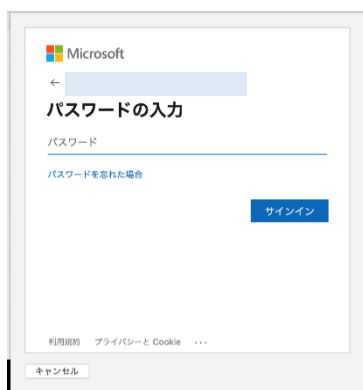 Microsoft
←
パスワードの入力
パスワード
パスワードを忘れた場合
サインイン
利用規約 プライバシーと Cookie ···
キャンセル